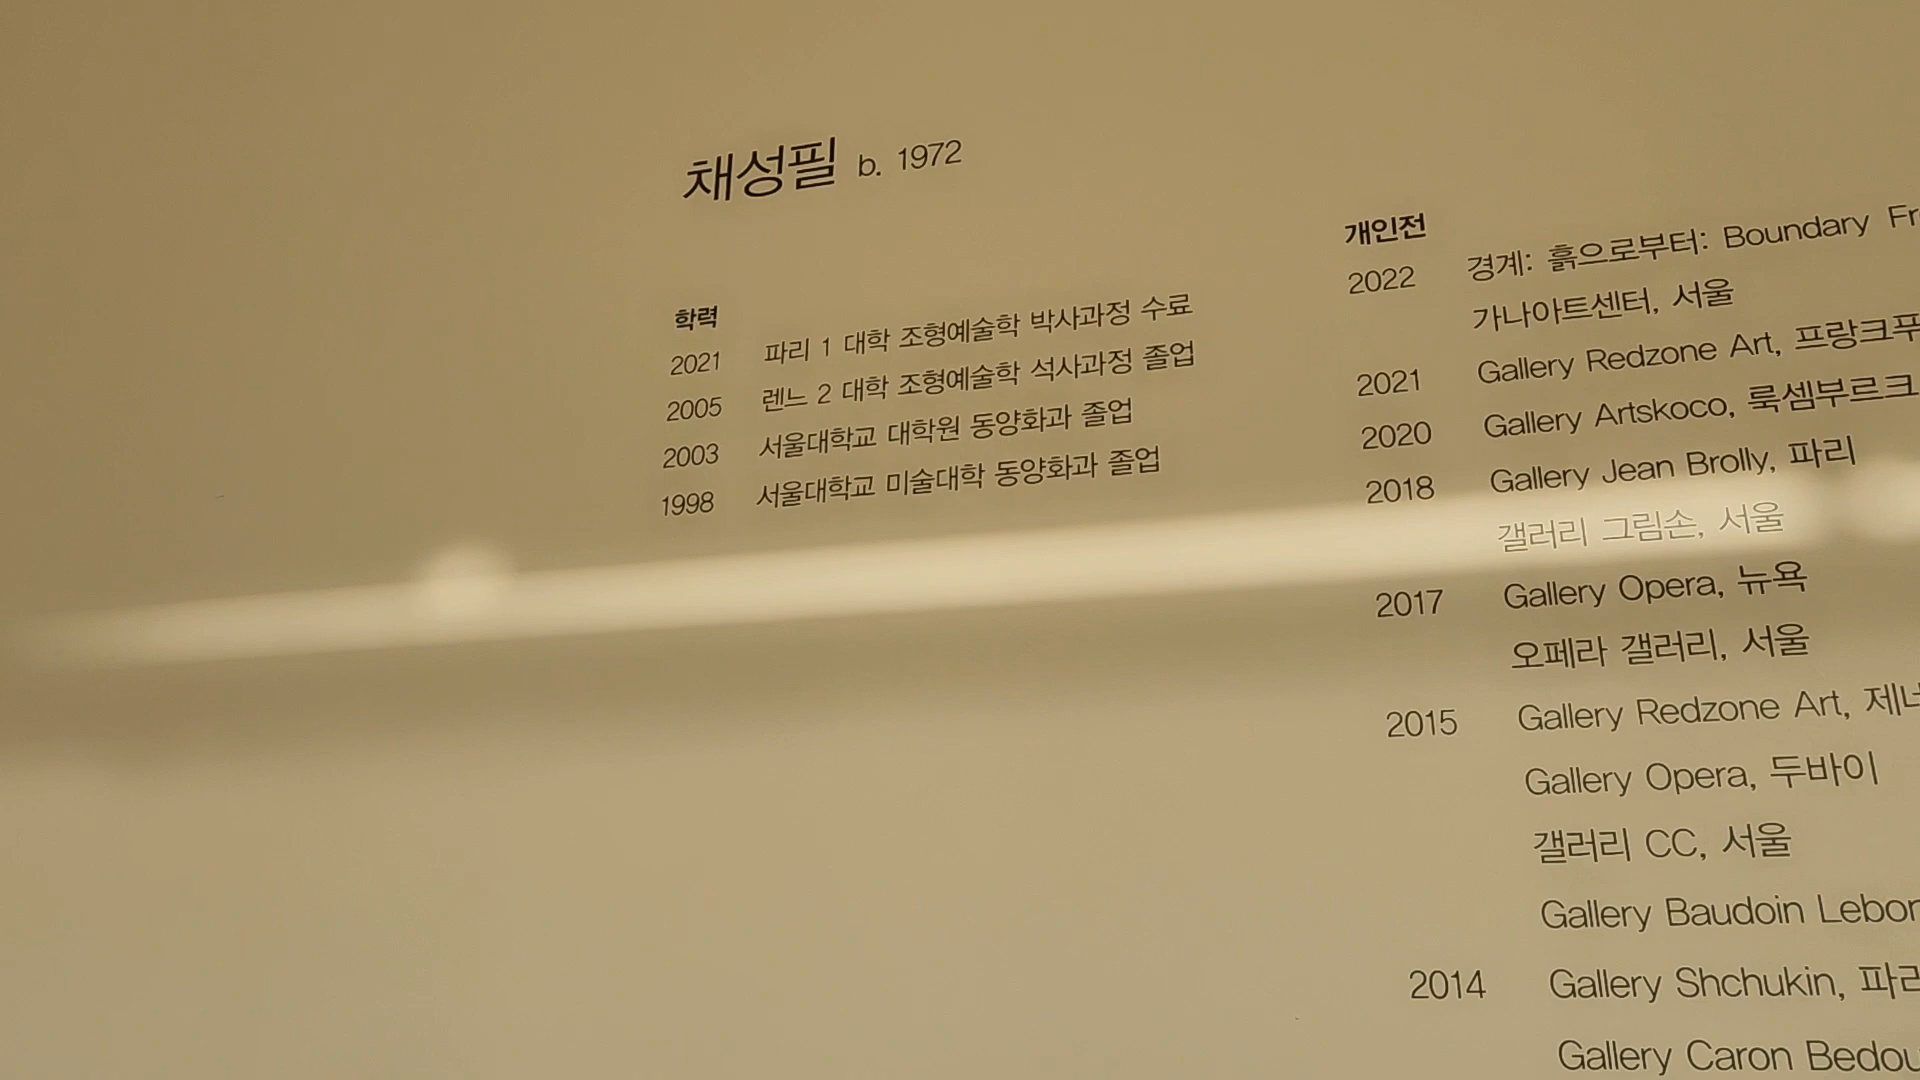 채성필 b. 1972
학력
2021 파리 1 대학 조형예술학 박사과정 수료
2005 렌느 2 대학 조형예술학 석사과정 졸업
2003 서울대학교 대학원 동양화과 졸업
1998 서울대학교 미술대학 동양화과 졸업
개인전
2022 경계: 흙으로부터: Boundary Fr
가나아트센터, 서울
2021 Gallery Redzone Art, 프랑크푸
2020 Gallery Artskoco, 룩셈부르크
2018 Gallery Jean Brolly, 파리
갤러리 그림손, 서울
2017 Gallery Opera, 뉴욕
오페라 갤러리, 서울
2015 Gallery Redzone Art, 제네
Gallery Opera, 두바이
갤러리 CC, 서울
Gallery Baudoin Lebon
2014 Gallery Shchukin, 파리
Gallery Caron Bedou